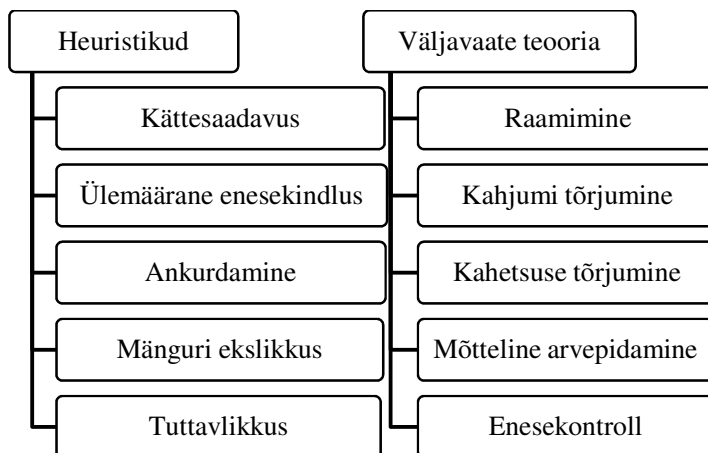 Heuristikud
Kättesaadavus
Ülemäärane enesekindlus
Ankurdamine
Mänguri ekslikkus
Tuttavlikkus
Väljavaate teooria
Raamimine
Kahjumi tõrjumine
Kahetsuse tõrjumine
Mõtteline arvepidamine
Enesekontroll